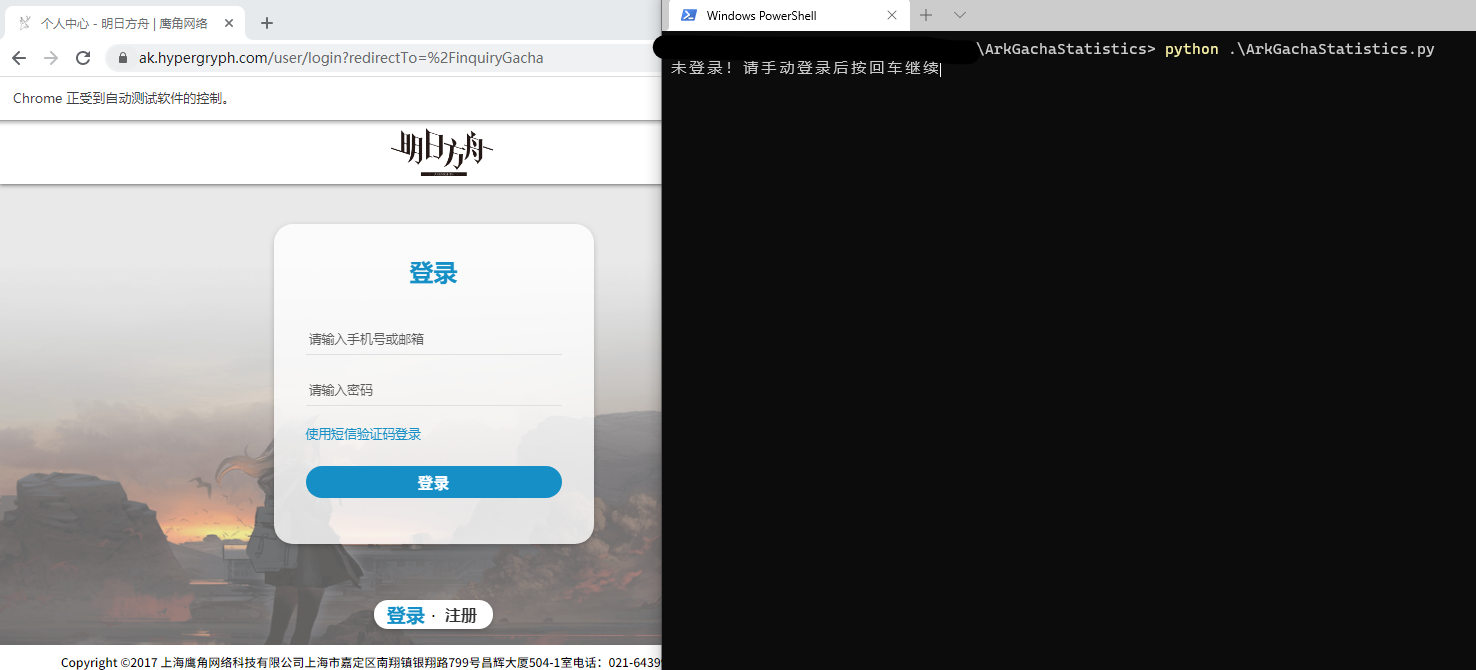 个人中心 - 明日方舟 | 鹰角网络
ak.hypergryph.com/user/login?redirectTo=%2FinquiryGacha
Chrome 正受到自动测试软件的控制。
明日方舟
登录
请输入手机号或邮箱
请输入密码
使用短信验证码登录
登录
登录 · 注册
Copyright ©2017 上海鹰角网络科技有限公司上海市嘉定区南翔镇银翔路799号昌辉大厦504-1室电话：021-6439
Windows PowerShell
\ArkGachaStatistics> python .\ArkGachaStatistics.py
未登录！请手动登录后按回车继续